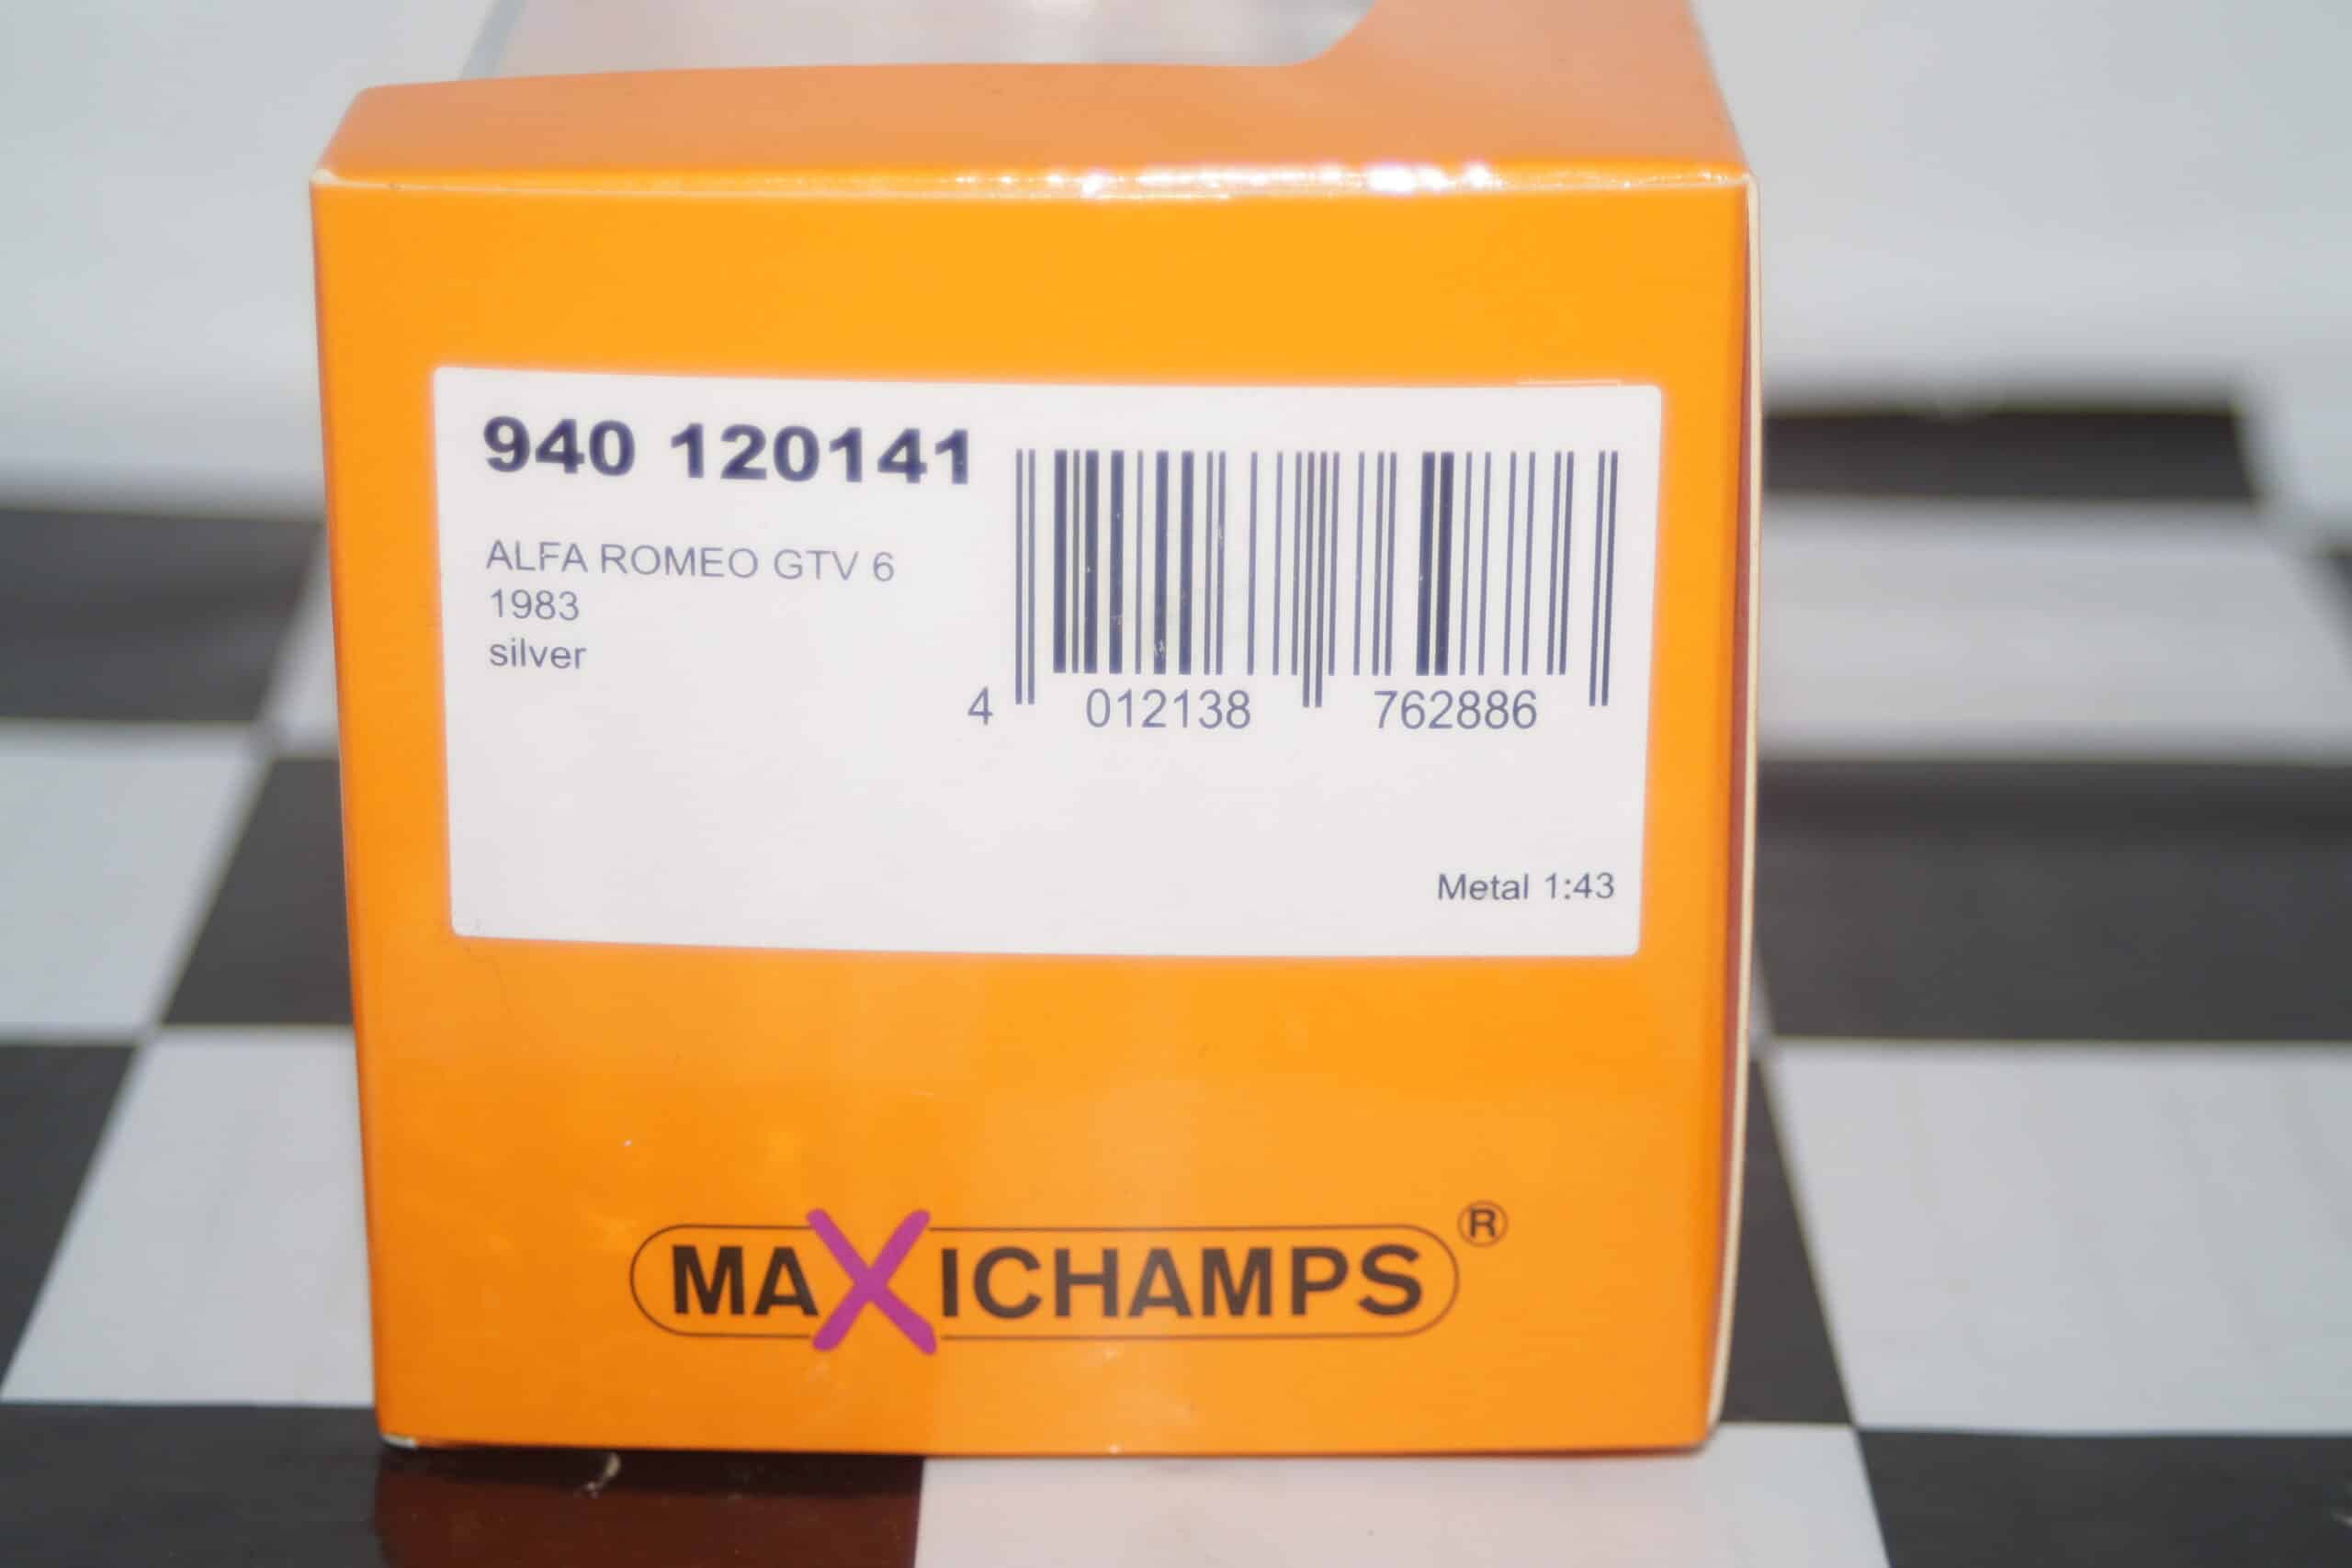 940 120141
ALFA ROMEO GTV 6
1983
silver
4 012138 762886
Metal 1:43
MAXICHAMPS ®